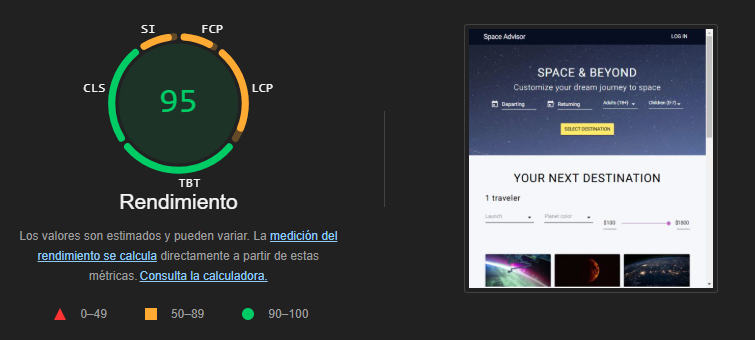 SI
FCP
CLS
LCP
95
TBT
Rendimiento
Los valores son estimados y pueden variar. La medición del
rendimiento se calcula directamente a partir de estas
métricas. Consulta la calculadora.
0–49
50–89
90–100
Space Advisor
LOG IN
SPACE & BEYOND
Customize your dream journey to space
Departing
Returning
Adults (18+)
Children (0-7)
SELECT DESTINATION
YOUR NEXT DESTINATION
1 traveler
Launch
Planet color
$100
$1800